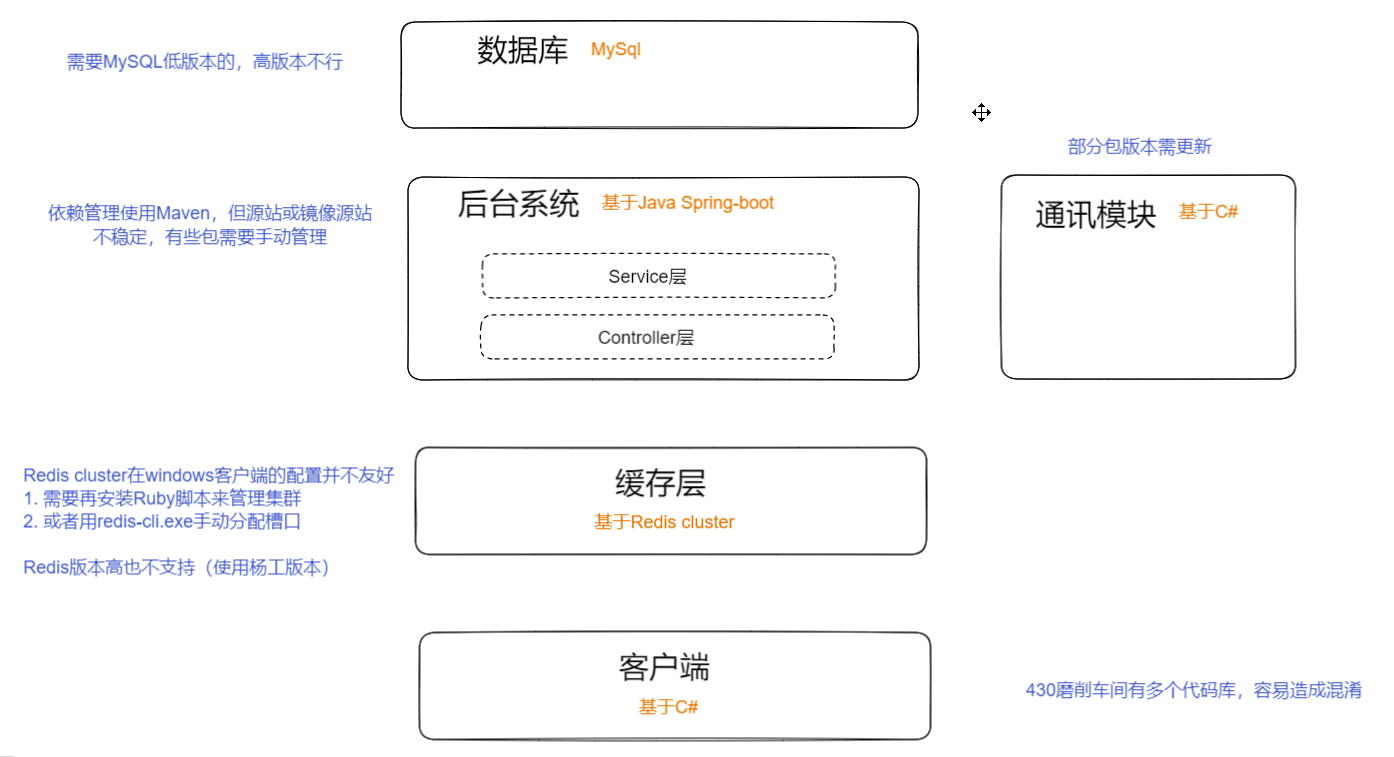 数据库 MySql
需要MySQL低版本的，高版本不行
部分包版本需更新
后台系统 基于Java Spring-boot
通讯模块 基于C#
依赖管理使用Maven，但源站或镜像源站
不稳定，有些包需要手动管理
Service层
Controller层
Redis cluster在windows客户端的配置并不友好
1. 需要再安装Ruby脚本来管理集群
2. 或者用redis-cli.exe手动分配槽口
Redis版本高也不支持（使用杨工版本）
缓存层
基于Redis cluster
客户端
基于C#
430磨削车间有多个代码库，容易造成混淆